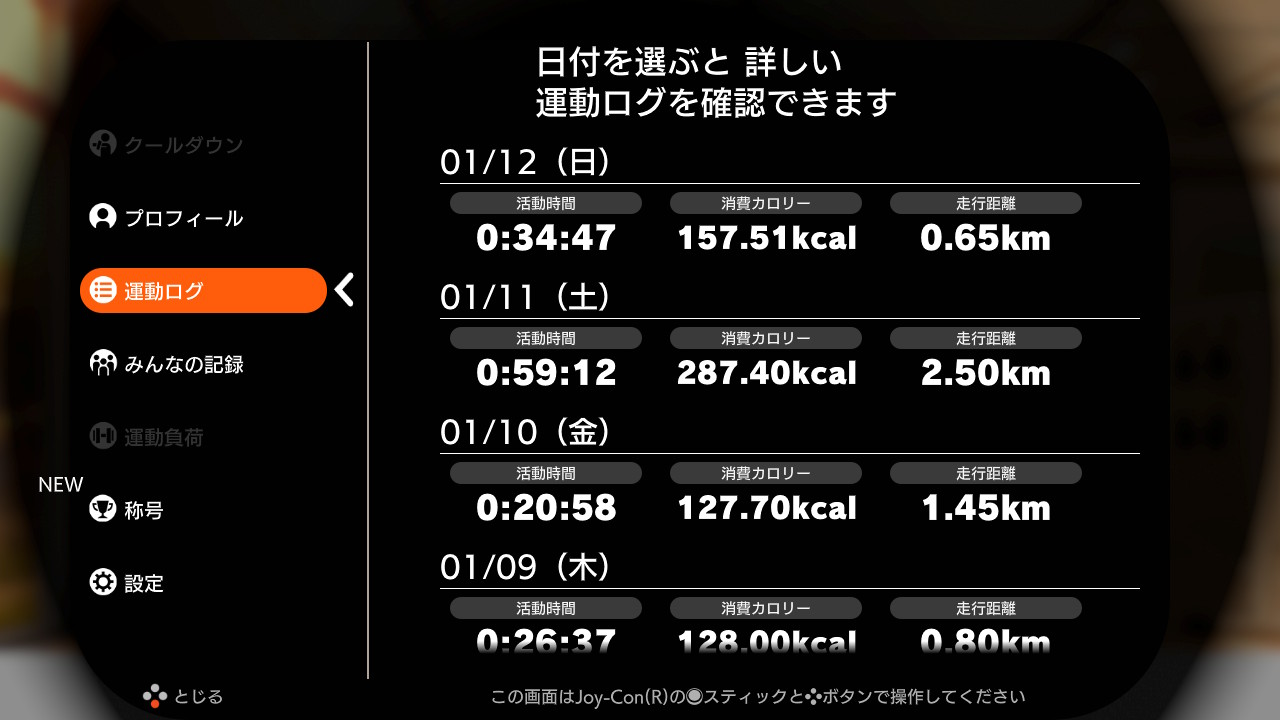 日付を選ぶと 詳しい
運動ログを確認できます
クールダウン
プロフィール
運動ログ
みんなの記録
運動負荷
NEW
称号
設定
01/12（日）
活動時間 消費カロリー 走行距離
0:34:47 157.51kcal 0.65km
01/11（土）
活動時間 消費カロリー 走行距離
0:59:12 287.40kcal 2.50km
01/10（金）
活動時間 消費カロリー 走行距離
0:20:58 127.70kcal 1.45km
01/09（木）
活動時間 消費カロリー 走行距離
0:26:37 128.00kcal 0.80km
とじる
この画面はJoy-Con(R)のスティックとボタンで操作してください